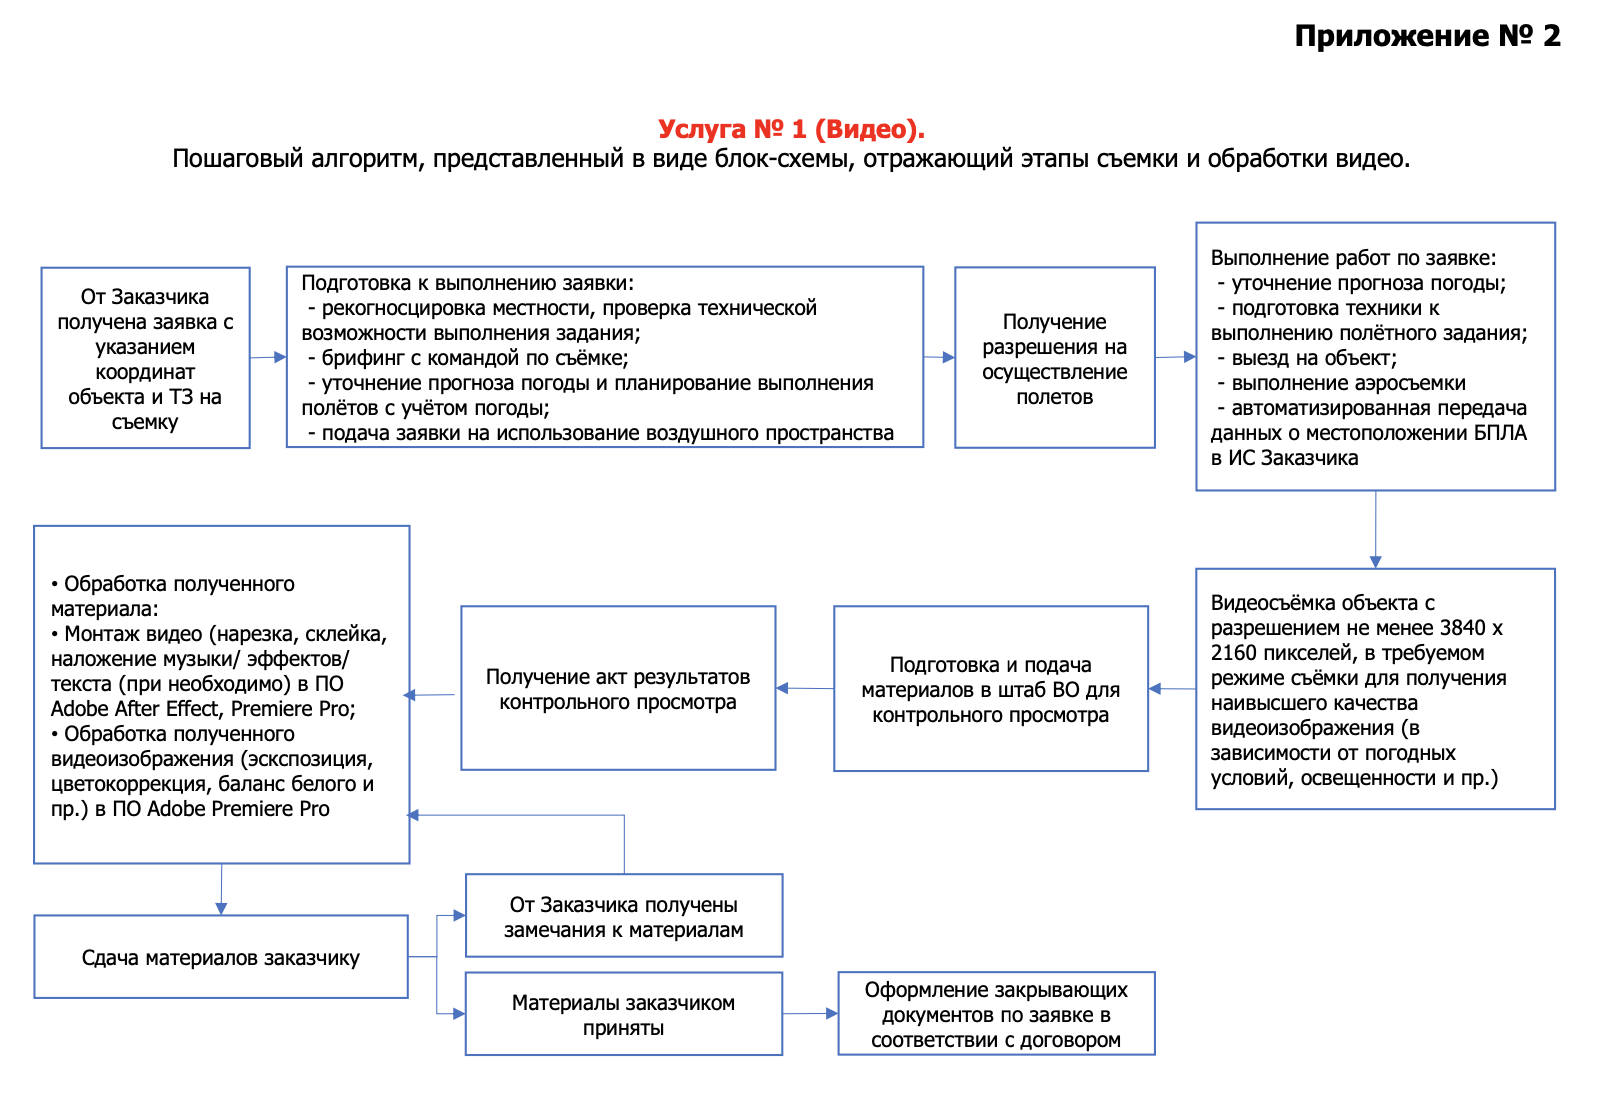 Приложение № 2
Услуга № 1 (Видео).
Пошаговый алгоритм, представленный в виде блок-схемы, отражающий этапы съемки и обработки видео.
От Заказчика
получена заявка с
указанием
координат
объекта и ТЗ на
съемку
Подготовка к выполнению заявки:
- рекогносцировка местности, проверка технической
возможности выполнения задания;
- брифинг с командой по съёмке;
- уточнение прогноза погоды и планирование выполнения
полётов с учётом погоды;
- подача заявки на использование воздушного пространства
Получение
разрешения на
осуществление
полетов
Выполнение работ по заявке:
- уточнение прогноза погоды;
- подготовка техники к
выполнению полётного задания;
- выезд на объект;
- выполнение аэросъемки
- автоматизированная передача
данных о местоположении БПЛА
в ИС Заказчика
Видеосъёмка объекта с
разрешением не менее 3840 х
2160 пикселей, в требуемом
режиме съёмки для получения
наивысшего качества
видеоизображения (в
зависимости от погодных
условий, освещенности и пр.)
Подготовка и подача
материалов в штаб ВО для
контрольного просмотра
Получение акт результатов
контрольного просмотра
• Обработка полученного
материала:
• Монтаж видео (нарезка, склейка,
наложение музыки/ эффектов/
текста (при необходимо) в ПО
Adobe After Effect, Premiere Pro;
• Обработка полученного
видеоизображения (эскспозиция,
цветокоррекция, баланс белого и
пр.) в ПО Adobe Premiere Pro
Сдача материалов заказчику
От Заказчика получены
замечания к материалам
Материалы заказчиком
приняты
Оформление закрывающих
документов по заявке в
соответствии с договором